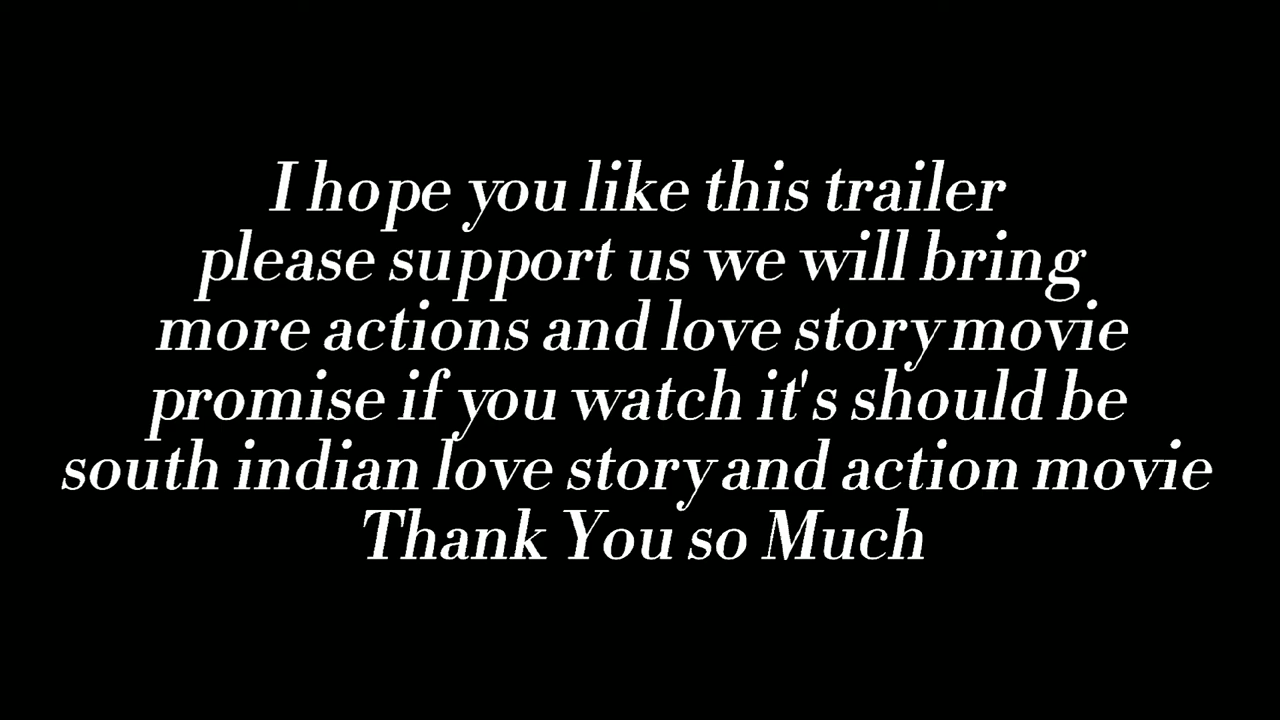 I hope you like this trailer
please support us we will bring
more actions and love story movie
promise if you watch it's should be
south indian love story and action movie
Thank You so Much